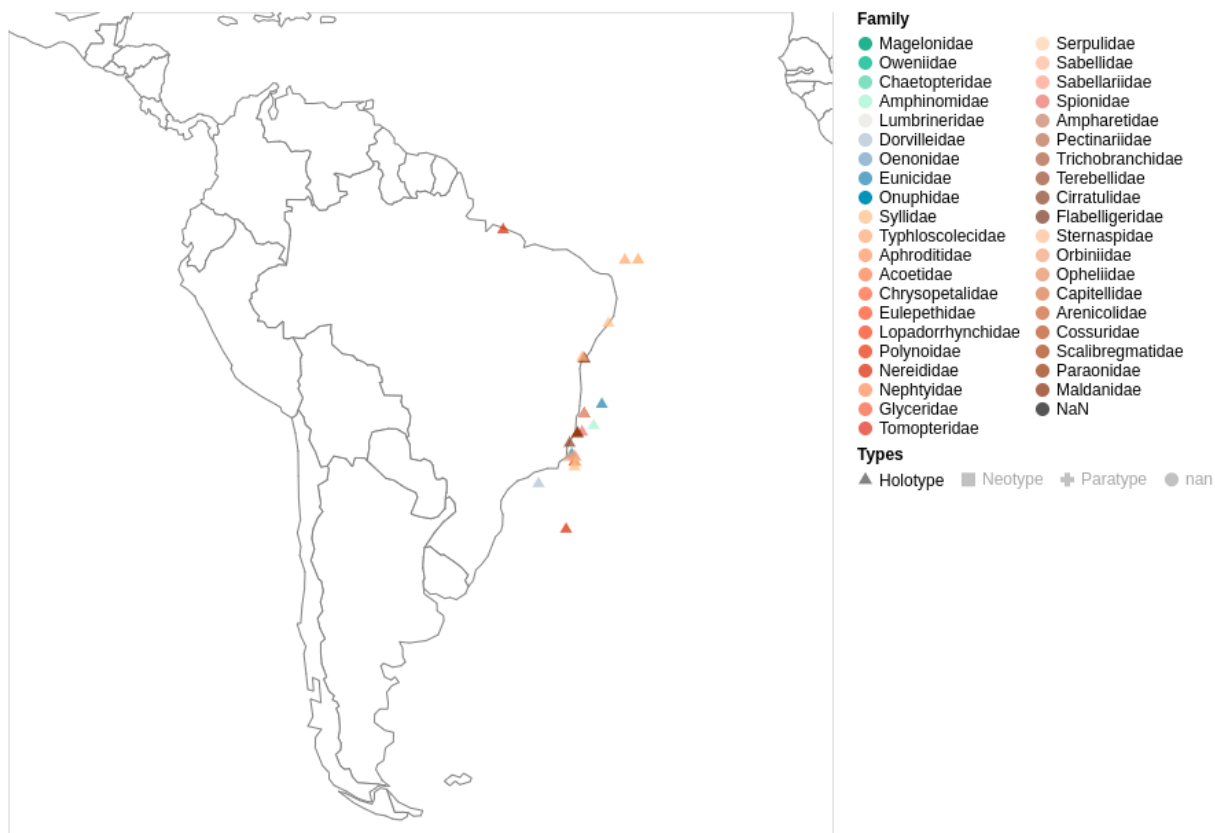 Family
Magelonidae
Oweniidae
Chaetopteridae
Amphinomidae
Lumbrineridae
Dorvilleidae
Oenonidae
Eunicidae
Onuphidae
Syllidae
Typhloscolecidae
Aphroditidae
Acoetidae
Chrysopetalidae
Eulepethidae
Lopadorrhynchidae
Polynoidae
Nereididae
Nephtyidae
Glyceridae
Tomopteridae
Serpulidae
Sabellidae
Sabellariidae
Spionidae
Ampharetidae
Pectinariidae
Trichobranchidae
Terebellidae
Cirratulidae
Flabelligeridae
Sternaspidae
Orbiniidae
Opheliidae
Capitellidae
Arenicolidae
Cossuridae
Scalibregmatidae
Paraonidae
Maldanidae
NaN
Types
Holotype Neotype Paratype nan